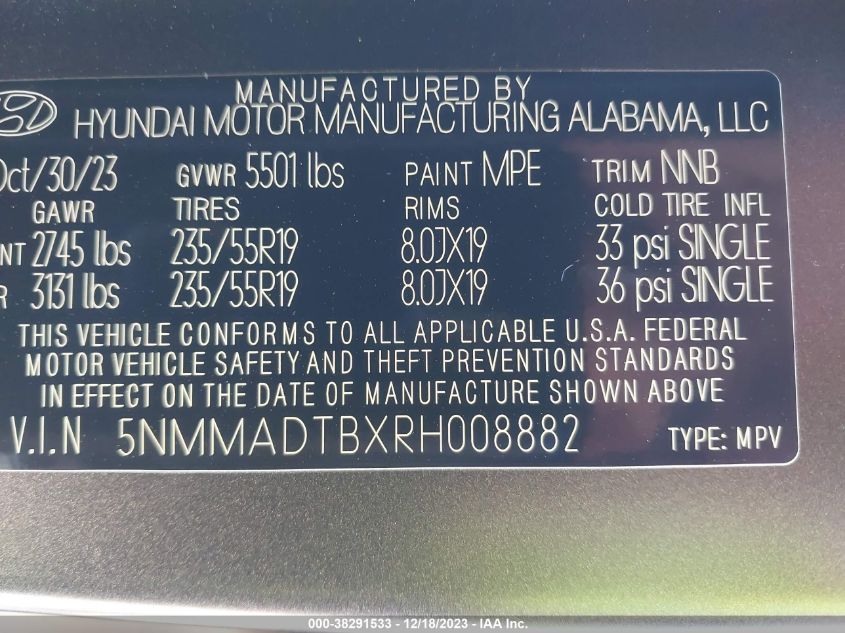 MANUFACTURED BY
HYUNDAI MOTOR MANUFACTURING ALABAMA, LLC
Oct/30/23 GVWR 5501 lbs PAINT MPE TRIM NNB
GAWR TIRES RIMS COLD TIRE INFL
NT 2745 lbs 235/55R19 8.0JX19 33 psi SINGLE
R 3131 lbs 235/55R19 8.0JX19 36 psi SINGLE
THIS VEHICLE CONFORMS TO ALL APPLICABLE U.S.A. FEDERAL
MOTOR VEHICLE SAFETY AND THEFT PREVENTION STANDARDS
IN EFFECT ON THE DATE OF MANUFACTURE SHOWN ABOVE
V.I.N 5NMMADTBXRH008882 TYPE: MPV
000-38291533 - 12/18/2023 - IAA Inc.